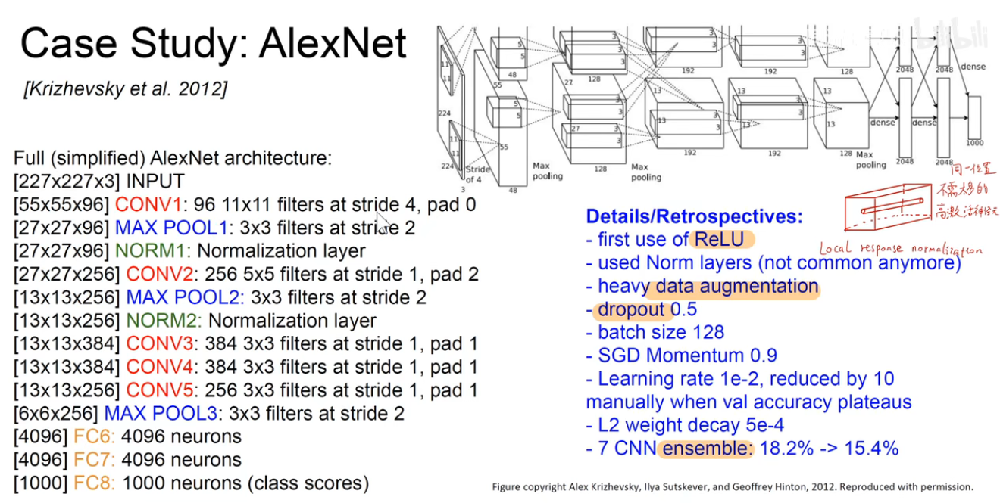 Case Study: AlexNet
[Krizhevsky et al. 2012]
Full (simplified) AlexNet architecture:
[227x227x3] INPUT
[55x55x96] CONV1: 96 11x11 filters at stride 4, pad 0
[27x27x96] MAX POOL1: 3x3 filters at stride 2
[27x27x96] NORM1: Normalization layer
[27x27x256] CONV2: 256 5x5 filters at stride 1, pad 2
[13x13x256] MAX POOL2: 3x3 filters at stride 2
[13x13x256] NORM2: Normalization layer
[13x13x384] CONV3: 384 3x3 filters at stride 1, pad 1
[13x13x384] CONV4: 384 3x3 filters at stride 1, pad 1
[13x13x256] CONV5: 256 3x3 filters at stride 1, pad 1
[6x6x256] MAX POOL3: 3x3 filters at stride 2
[4096] FC6: 4096 neurons
[4096] FC7: 4096 neurons
[1000] FC8: 1000 neurons (class scores)
bilibili
11
11
5
5
48
3
3
128
3
3
192
192
128
2048
2048
dense
224
55
5
5
27
3
3
13
13
13
11
11
55
27
3
3
13
3
3
13
3
3
13
dense
dense
1000
224
3
Stride
of 4
48
Max
pooling
128
Max
pooling
192
192
128
Max
pooling
2048
2048
同一位置
不需太多的
高激活神经元
Local response normalization
Details/Retrospectives:
- first use of ReLU
- used Norm layers (not common anymore)
- heavy data augmentation
- dropout 0.5
- batch size 128
- SGD Momentum 0.9
- Learning rate 1e-2, reduced by 10
manually when val accuracy plateaus
- L2 weight decay 5e-4
- 7 CNN ensemble: 18.2% -> 15.4%
Figure copyright Alex Krizhevsky, Ilya Sutskever, and Geoffrey Hinton, 2012. Reproduced with permission.